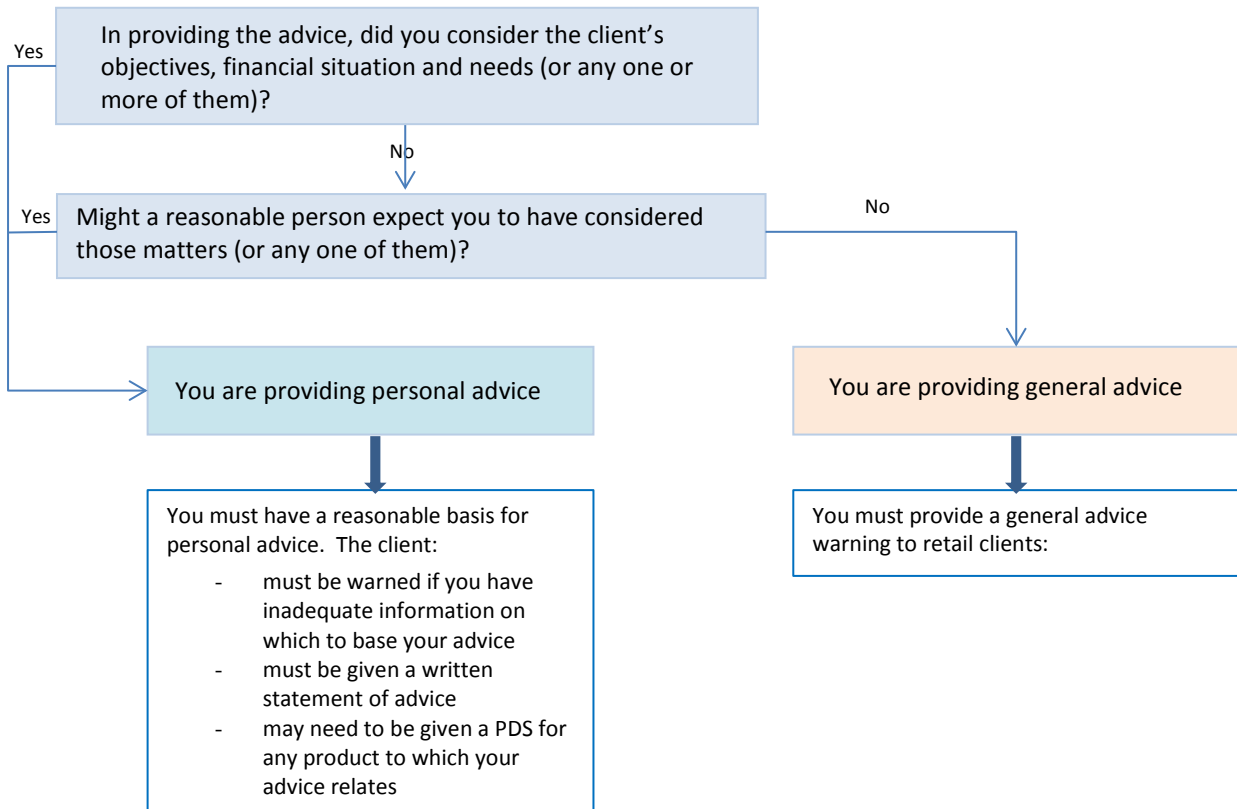 Yes
In providing the advice, did you consider the client’s
objectives, financial situation and needs (or any one or
more of them)?
No
Yes
Might a reasonable person expect you to have considered
those matters (or any one of them)?
No
You are providing personal advice
You are providing general advice
You must have a reasonable basis for
personal advice.  The client:
- must be warned if you have
inadequate information on
which to base your advice
- must be given a written
statement of advice
- may need to be given a PDS for
any product to which your
advice relates
You must provide a general advice
warning to retail clients: